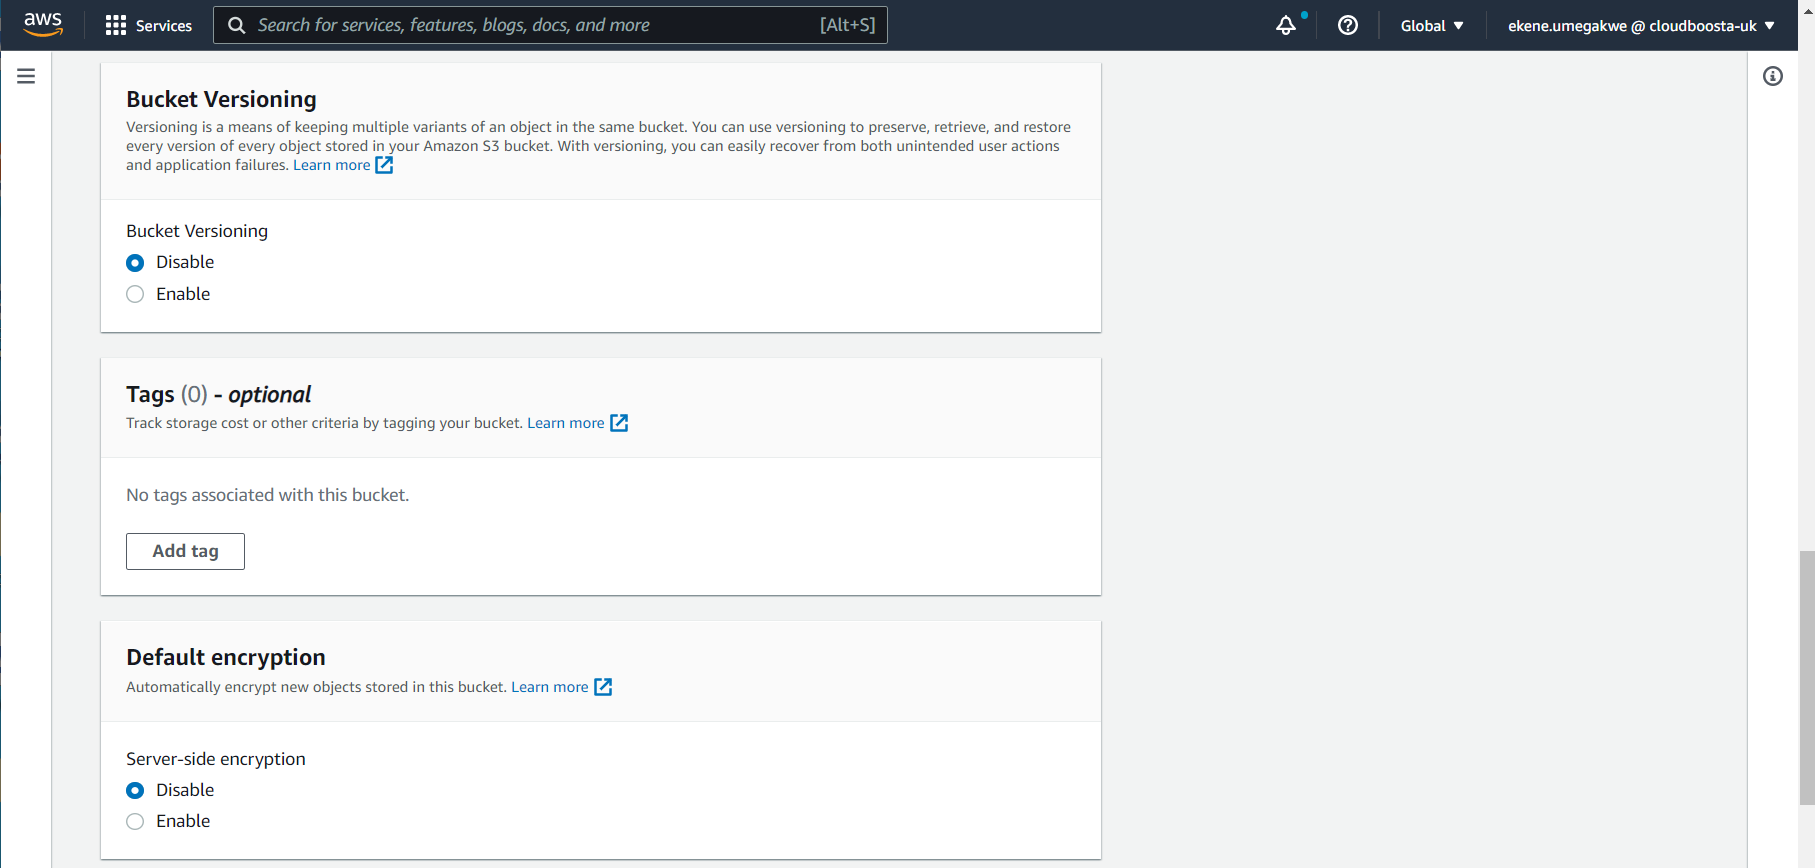 aws
Services
Search for services, features, blogs, docs, and more
[Alt+S]
Global
ekene.umegakwe @ cloudboosta-uk
Bucket Versioning
Versioning is a means of keeping multiple variants of an object in the same bucket. You can use versioning to preserve, retrieve, and restore
every version of every object stored in your Amazon S3 bucket. With versioning, you can easily recover from both unintended user actions
and application failures. Learn more
Bucket Versioning
Disable
Enable
Tags (0) - optional
Track storage cost or other criteria by tagging your bucket. Learn more
No tags associated with this bucket.
Add tag
Default encryption
Automatically encrypt new objects stored in this bucket. Learn more
Server-side encryption
Disable
Enable